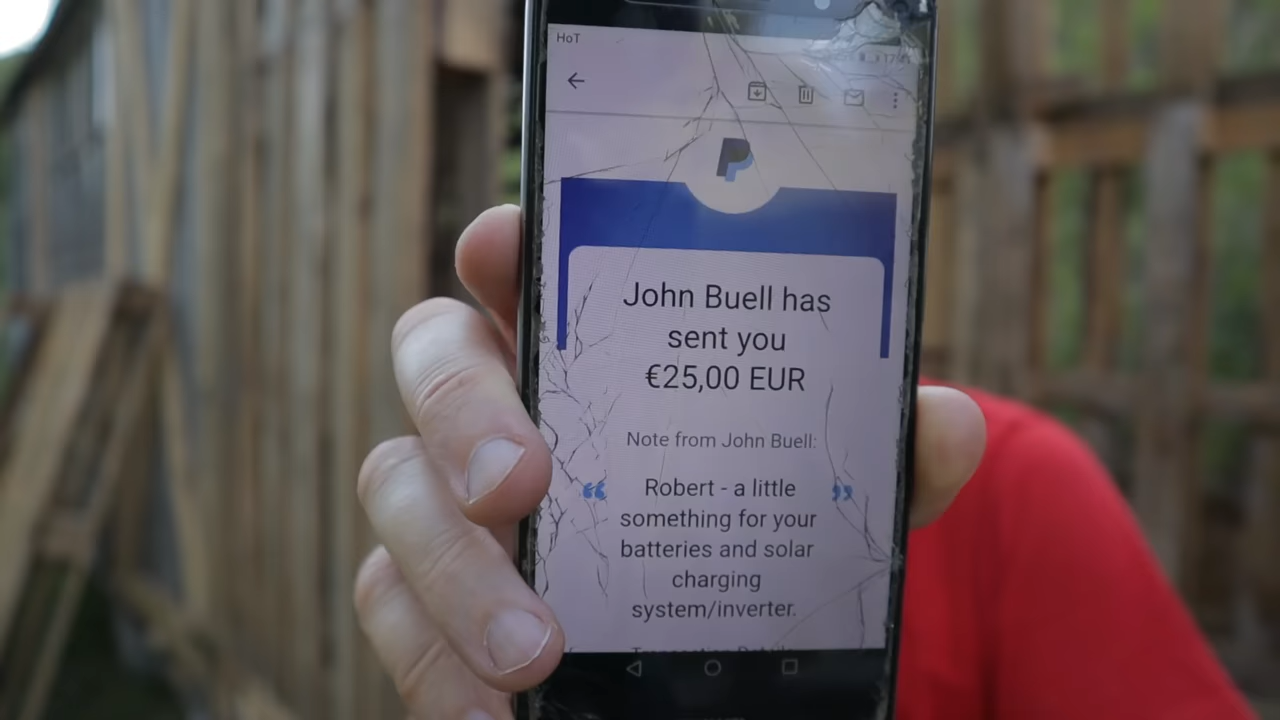 HoT
John Buell has
sent you
€25,00 EUR
Note from John Buell:
“ Robert - a little ”
something for your
batteries and solar
charging
system/inverter.